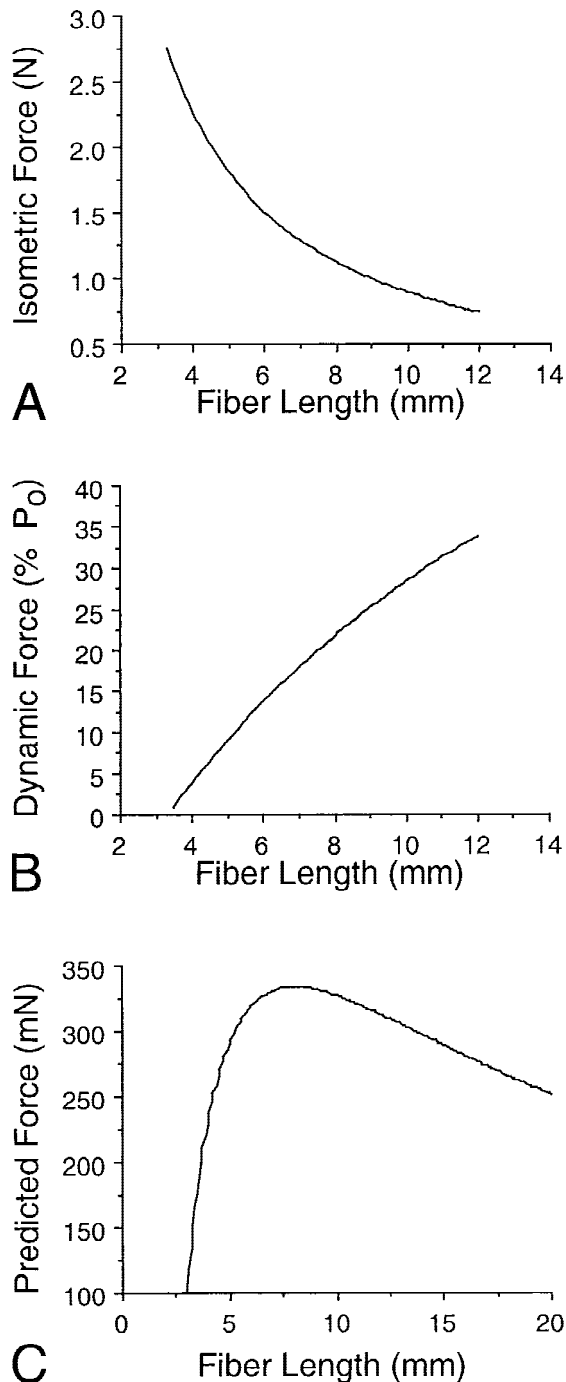 Isometric Force (N)
3.0
2.5
2.0
1.5
1.0
0.5
2 4 6 8 10 12 14
Fiber Length (mm)
A
Dynamic Force (% PO)
40
35
30
25
20
15
10
5
0
2 4 6 8 10 12 14
Fiber Length (mm)
B
Predicted Force (mN)
350
300
250
200
150
100
0 5 10 15 20
Fiber Length (mm)
C